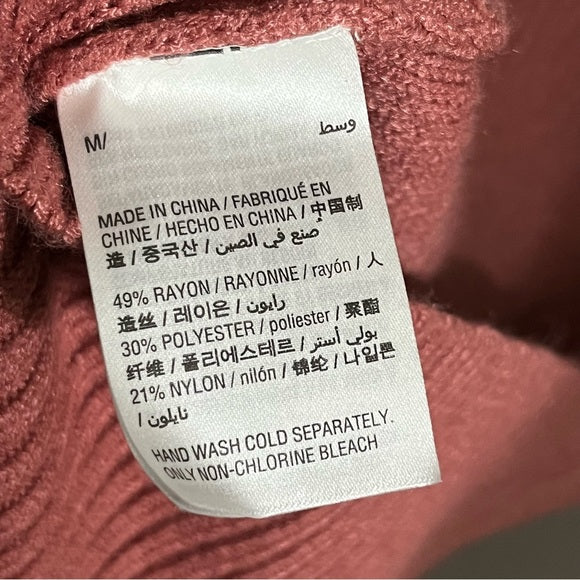 M/ وسط
MADE IN CHINA / FABRIQUÉ EN
CHINE / HECHO EN CHINA / 中国制
造 / 중국산 / صنع في الصين /
49% RAYON / RAYONNE / rayón / 人
造丝 / 레이온 / رايون /
30% POLYESTER / poliester / 聚酯
纤维 / 폴리에스테르 / بولي أستر /
21% NYLON / nilón / 锦纶 / 나일론
/ نايلون /
HAND WASH COLD SEPARATELY.
ONLY NON-CHLORINE BLEACH